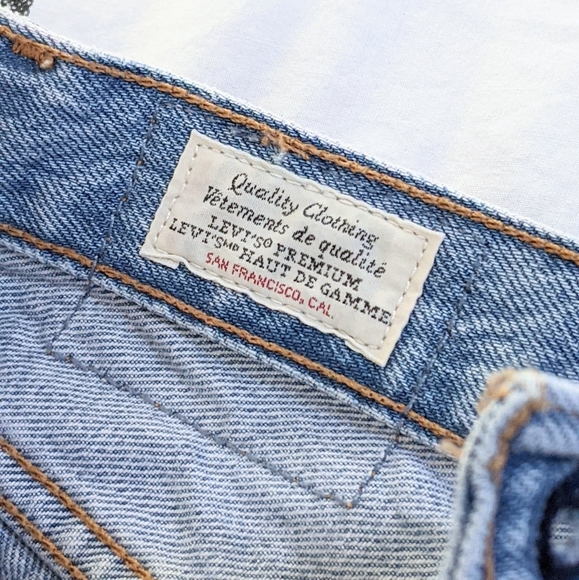 Quality Clothing
Vêtements de qualité
LEVI'S® PREMIUM
LEVI'SMD HAUT DE GAMME
SAN FRANCISCO, CAL.